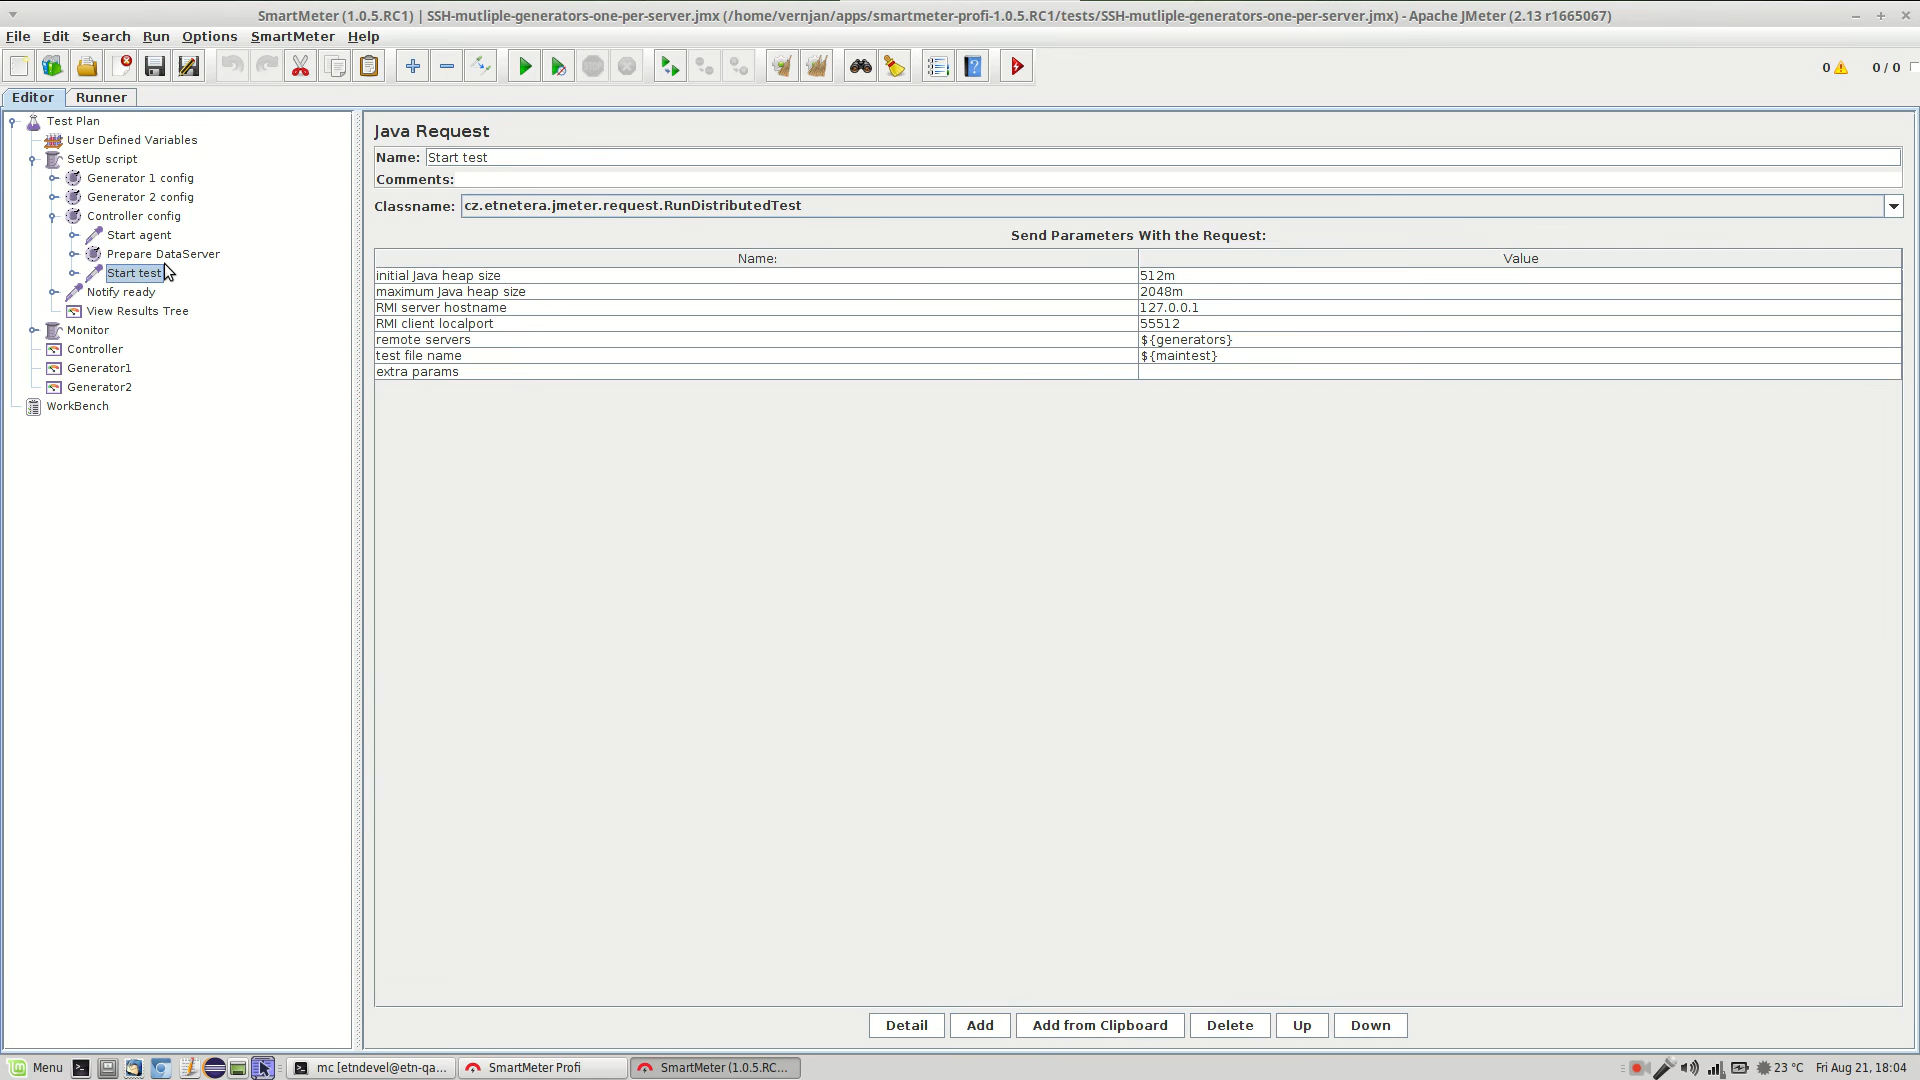 SmartMeter (1.0.5.RC1) | SSH-mutliple-generators-one-per-server.jmx (/home/vernjan/apps/smartmeter-profi-1.0.5.RC1/tests/SSH-mutliple-generators-one-per-server.jmx) - Apache JMeter (2.13 r1665067)
File Edit Search Run Options SmartMeter Help
0 0 / 0
Editor Runner
Test Plan
User Defined Variables
SetUp script
Generator 1 config
Generator 2 config
Controller config
Start agent
Prepare DataServer
Start test
Notify ready
View Results Tree
Monitor
Controller
Generator1
Generator2
WorkBench
Java Request
Name: Start test
Comments:
Classname: cz.etnetera.jmeter.request.RunDistributedTest
Send Parameters With the Request:
Name: Value
initial Java heap size 512m
maximum Java heap size 2048m
RMI server hostname 127.0.0.1
RMI client localport 55512
remote servers ${generators}
test file name ${maintest}
extra params
Detail Add Add from Clipboard Delete Up Down
Menu mc [etndevel@etn-qa... SmartMeter Profi SmartMeter (1.0.5.RC... 23 °C Fri Aug 21, 18:04